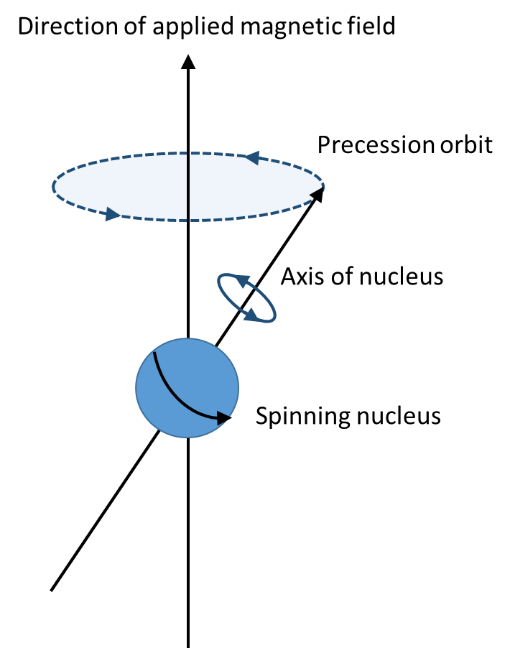 Direction of applied magnetic field
Precession orbit
Axis of nucleus
Spinning nucleus